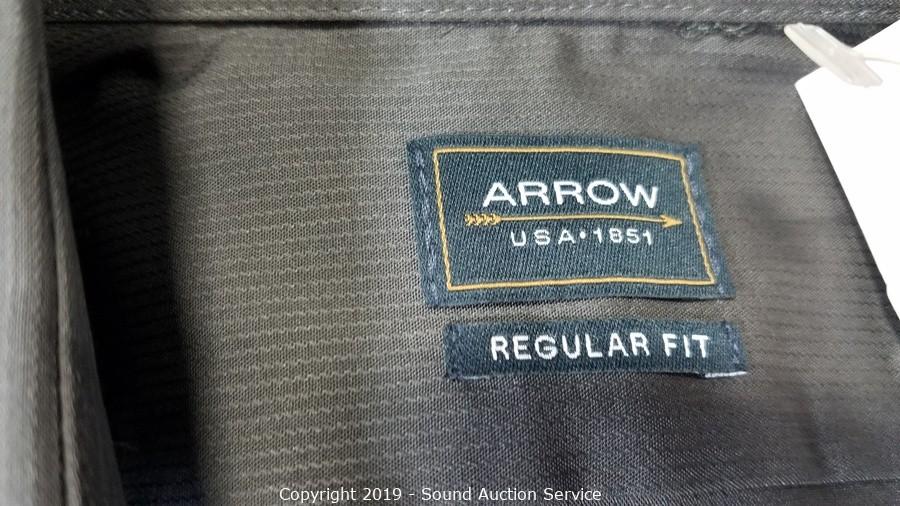 ARROW
USA•1851
REGULAR FIT
Copyright 2019 - Sound Auction Service